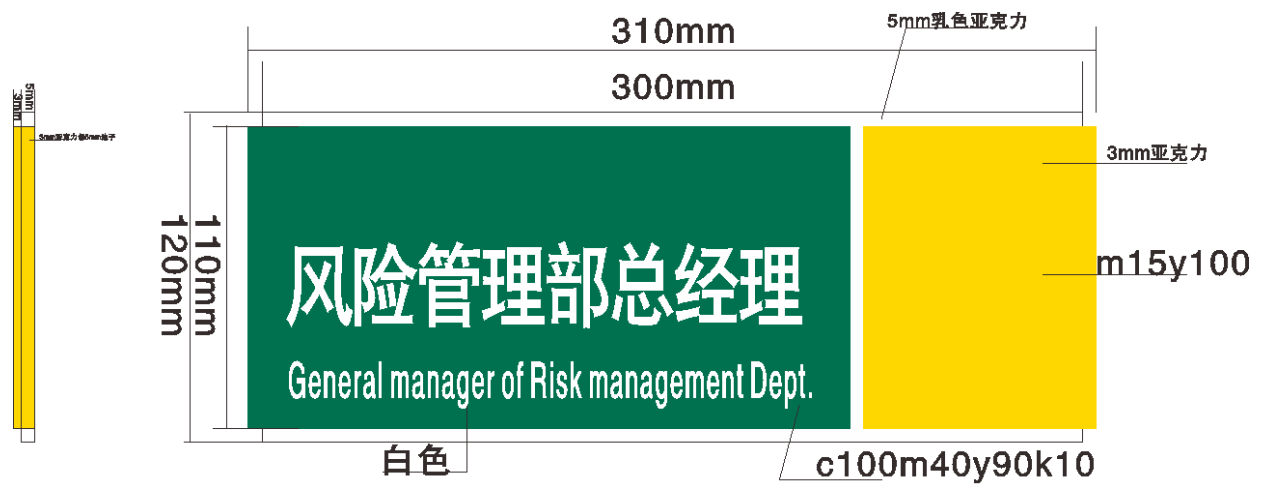 310mm
5mm乳色亚克力
300mm
5mm
3mm
3mm亚克力
110mm
120mm
风险管理部总经理
m15y100
General manager of Risk management Dept.
白色
c100m40y90k10